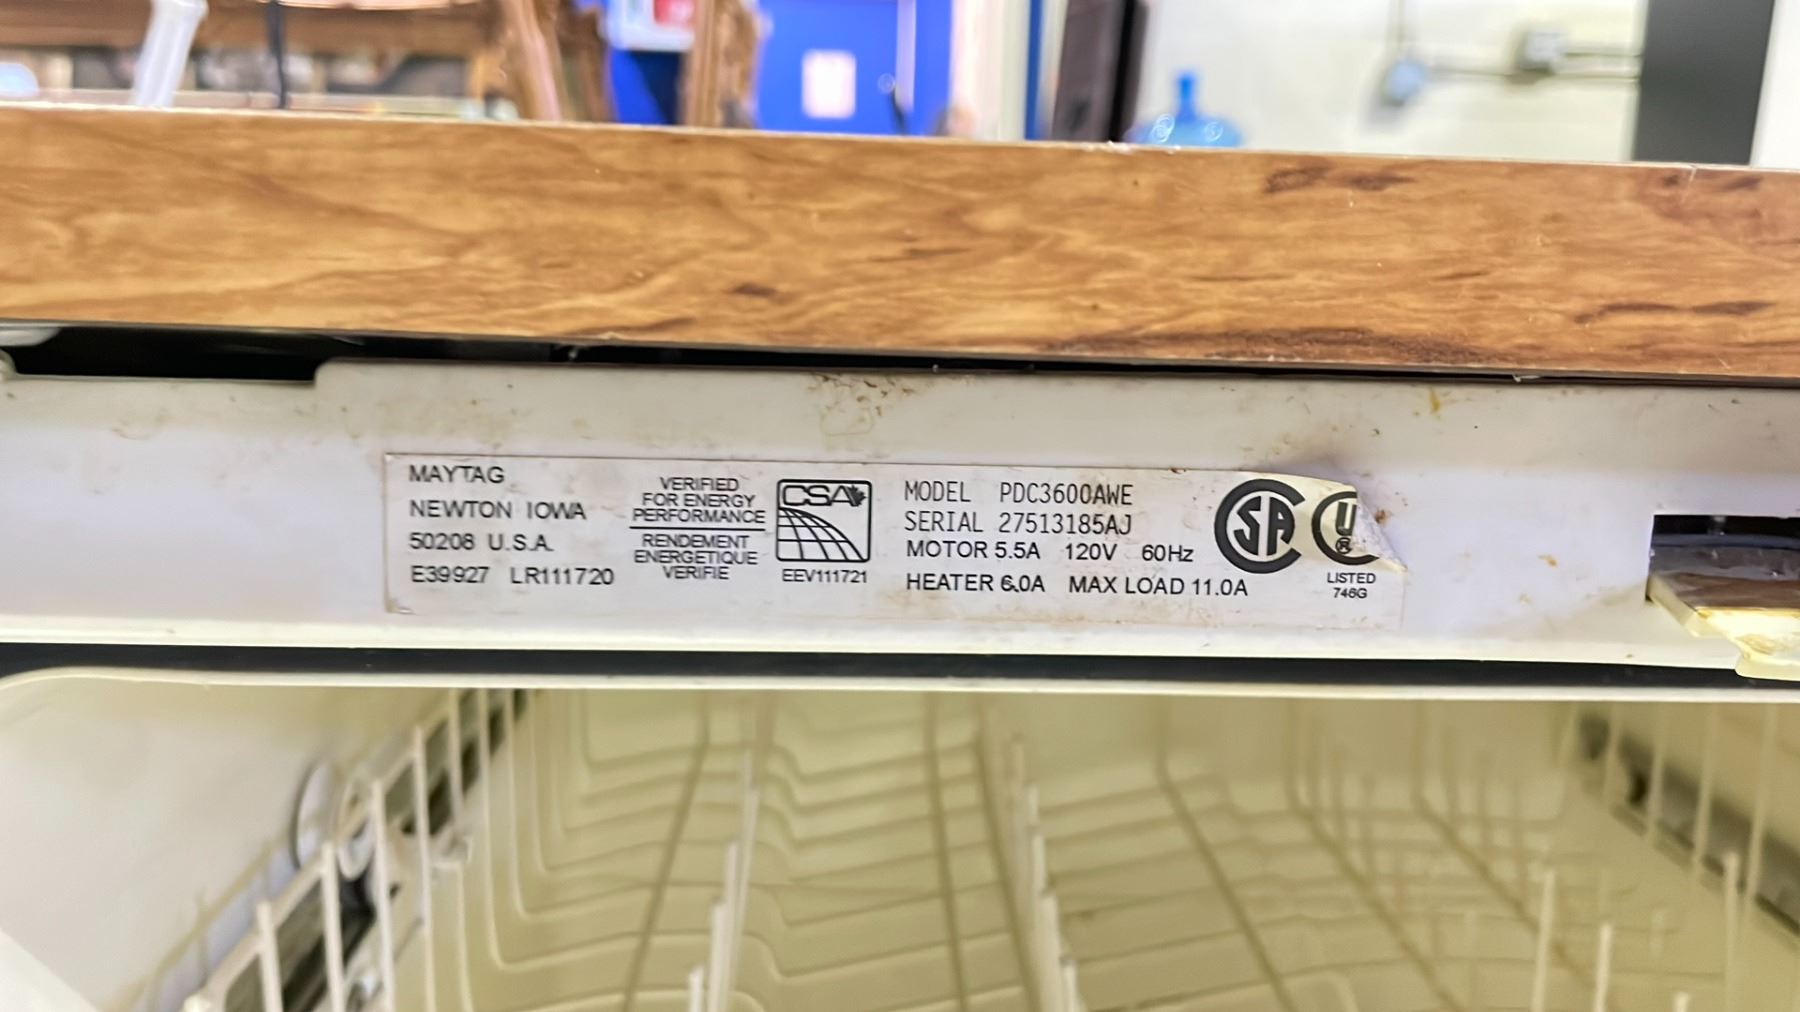 MAYTAG
NEWTON IOWA
50208 U.S.A.
E39927 LR111720
VERIFIED
FOR ENERGY
PERFORMANCE
RENDEMENT
ENERGETIQUE
VERIFIE
CSA
EEV111721
MODEL PDC3600AWE
SERIAL 27513185AJ
MOTOR 5.5A 120V 60Hz
HEATER 6.0A MAX LOAD 11.0A
SA
U
LISTED
746G